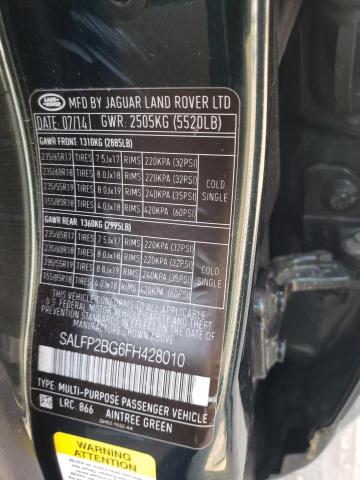 LAND ROVER
MFD BY JAGUAR LAND ROVER LTD
DATE 07/14 GWR: 2505KG (5520LB)
GAWR FRONT 1310KG (2885LB)
235/65R17 TIRES 7 5Jx17 RIMS 220KPA (32PSI)
235/60R18 TIRES 8 0Jx18 RIMS 220KPA (32PSI)
235/55R19 TIRES 8 0Jx19 RIMS 240KPA (35PSI)
155/85R18 TIRES 4 0Jx18 RIMS 420KPA (60PSI)
COLD
SINGLE
GAWR REAR 1360KG (2995LB)
235/65R17 TIRES 7 5Jx17 RIMS 220KPA (32PSI)
235/60R18 TIRES 8 0Jx18 RIMS 220KPA (32PSI)
235/55R19 TIRES 8 0Jx19 RIMS 240KPA (35PSI)
155/85R18 TIRES 4 0Jx18 RIMS 420KPA (60PSI)
COLD
SINGLE
THIS VEHICLE CONFORMS TO ALL APPLICABLE
U S FEDERAL MOTOR VEHICLE SAFETY AND THEFT
PREVENTION STANDARDS IN EFFECT ON THE DATE
OF MANUFACTURE SHOWN ABOVE
SALFP2BG6FH428010
TYPE: MULTI-PURPOSE PASSENGER VEHICLE
LRC. 866 AINTREE GREEN
WARNING
ATTENTION